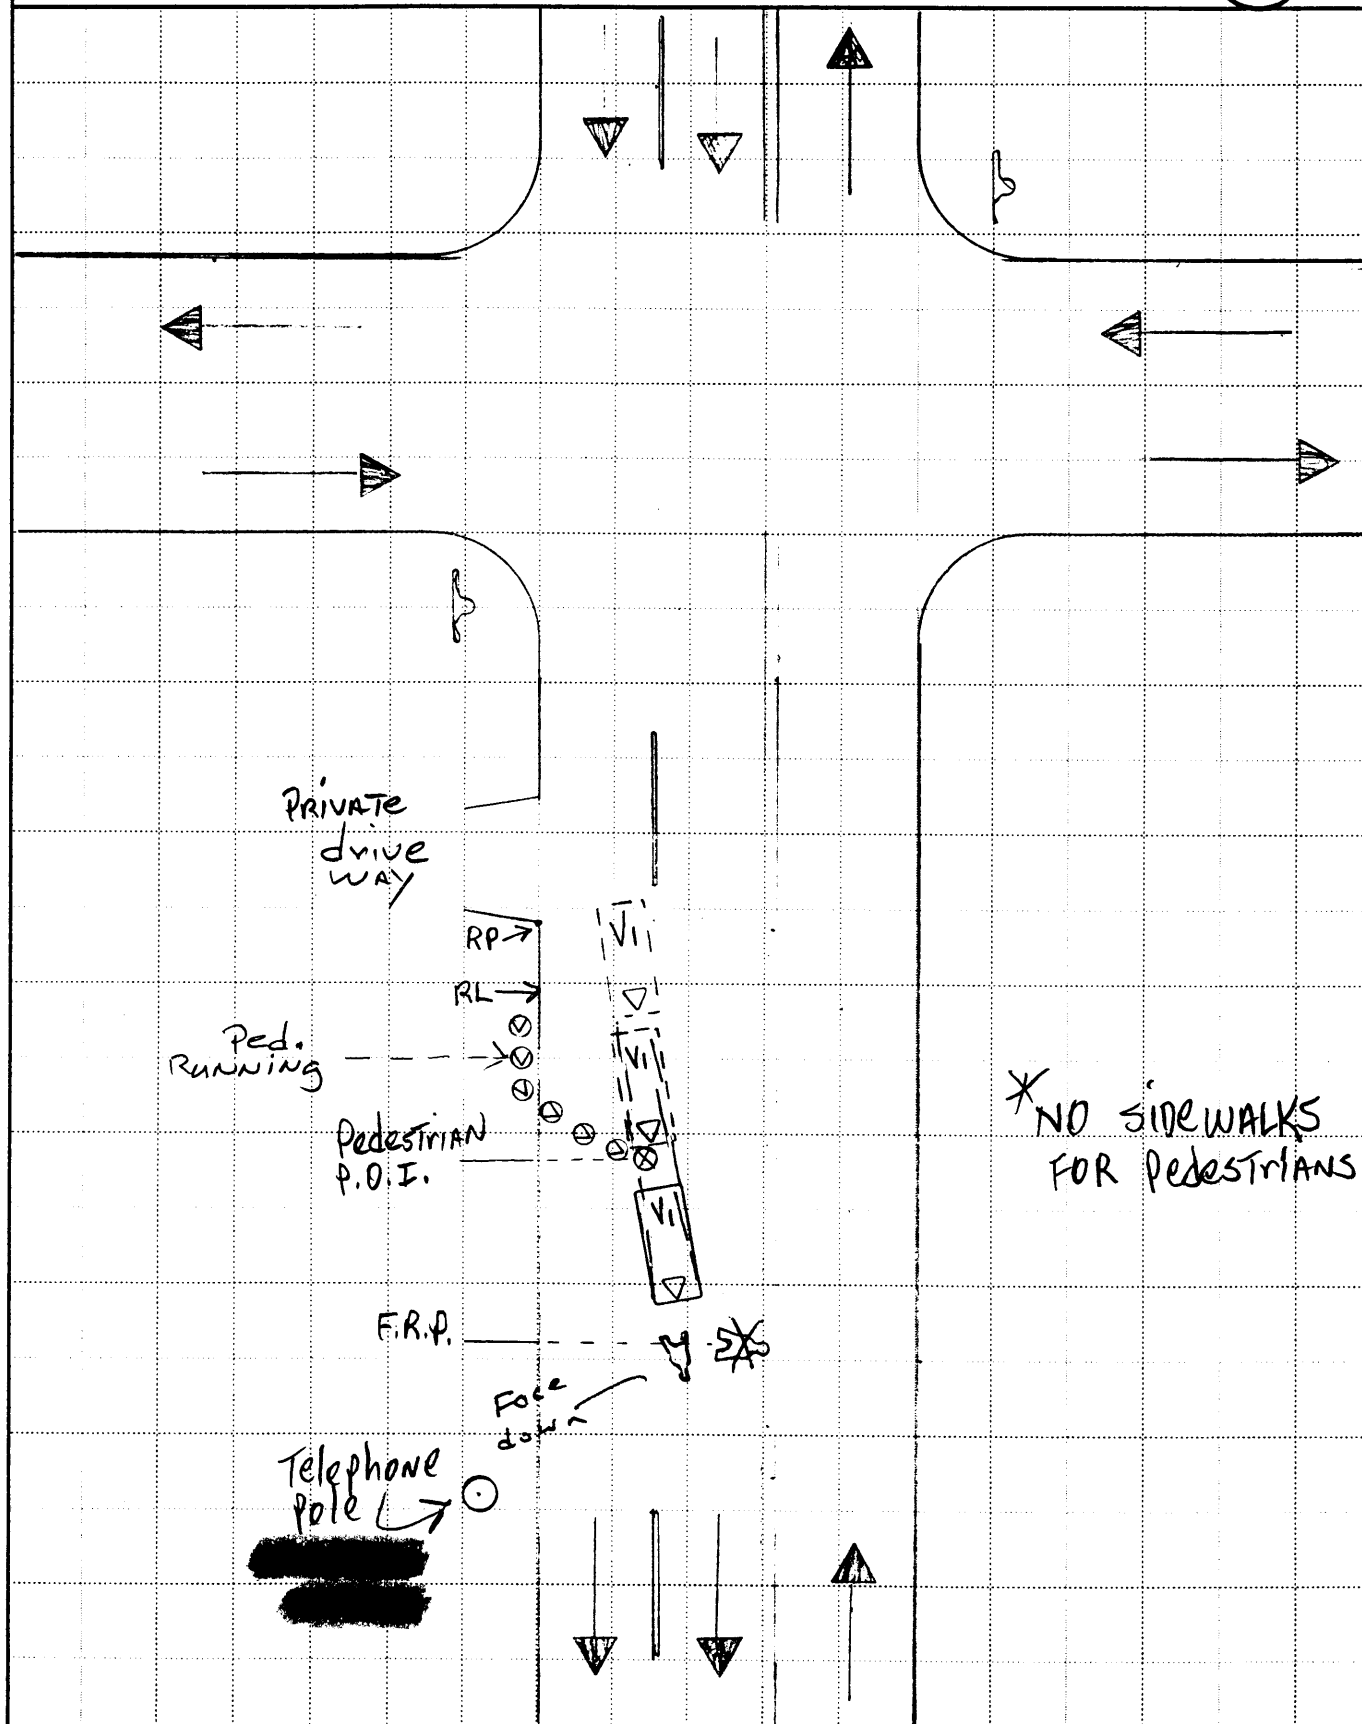 PRIVATE
drive
WAY
V1
RP
RL
V1
Ped.
RUNNING
PedesTriAN
P.O.I.
*NO SIDEWALKS
FOR PedesTrIANS
V1
F.R.P.
Face
down
Telephone
pole